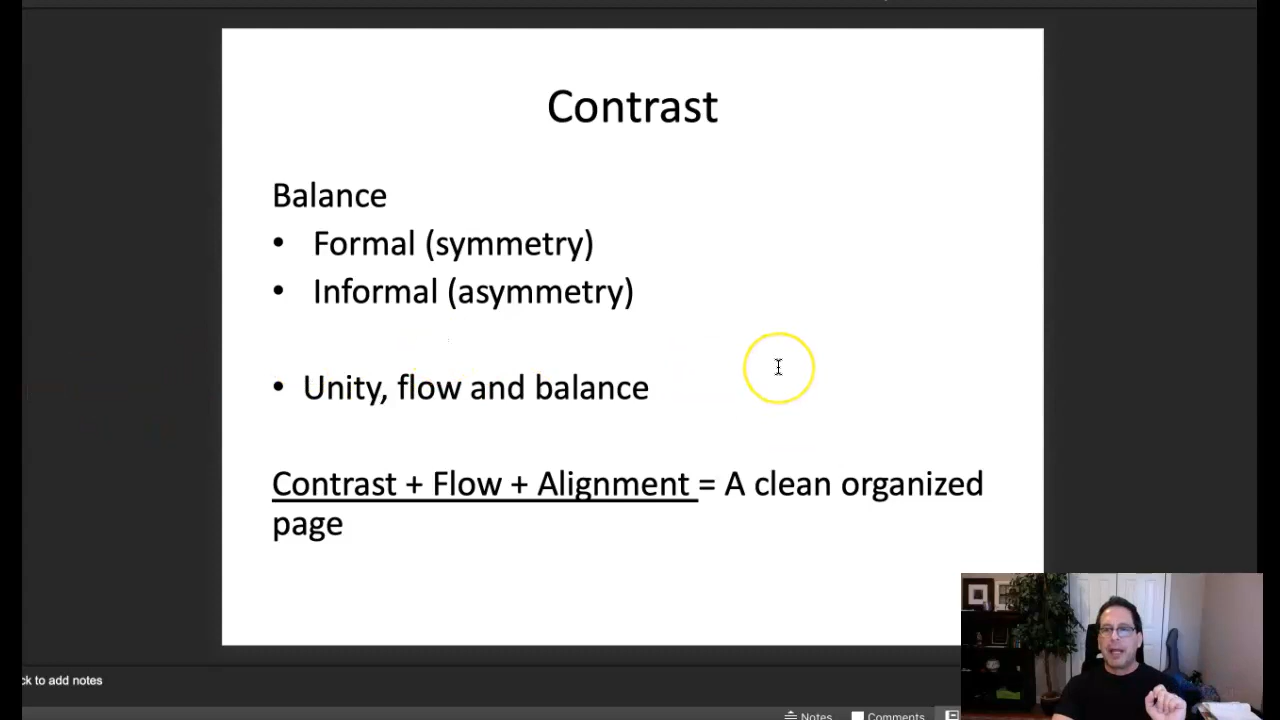 Contrast
Balance
• Formal (symmetry)
• Informal (asymmetry)
• Unity, flow and balance
Contrast + Flow + Alignment = A clean organized
page
ck to add notes
Notes
Comments